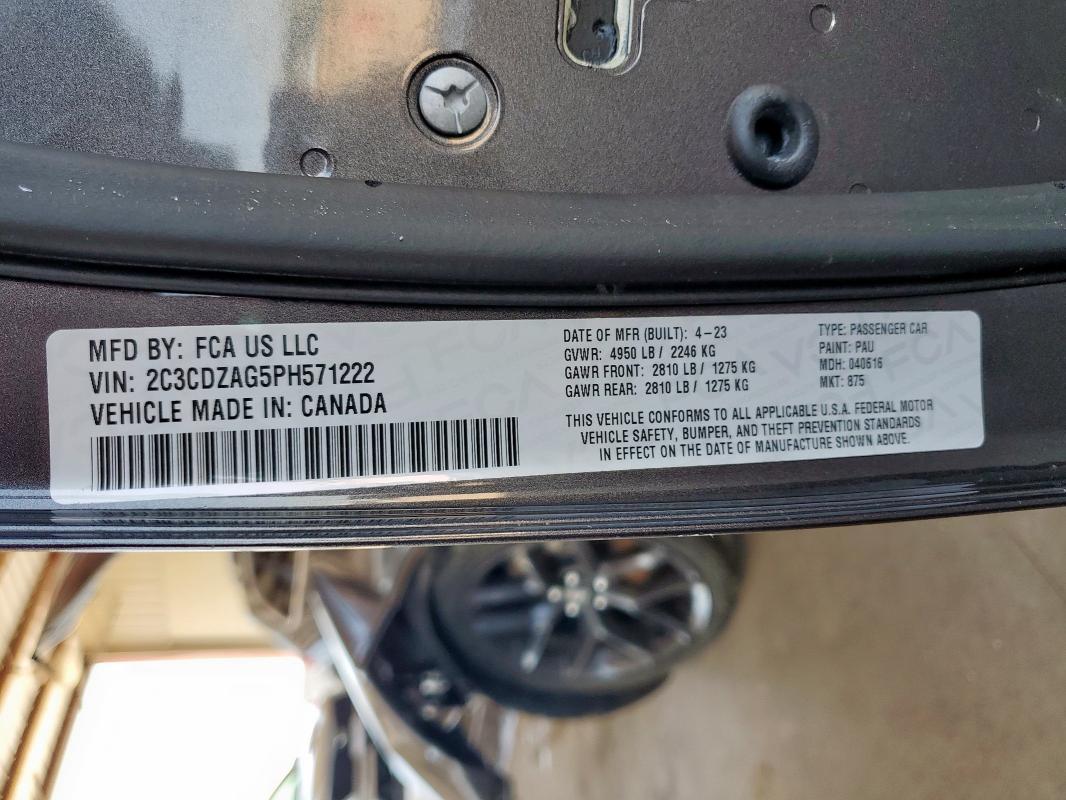 MFD BY: FCA US LLC
VIN: 2C3CDZAG5PH571222
VEHICLE MADE IN: CANADA
DATE OF MFR (BUILT): 4-23
GVWR: 4950 LB / 2246 KG
GAWR FRONT: 2810 LB / 1275 KG
GAWR REAR: 2810 LB / 1275 KG
TYPE: PASSENGER CAR
PAINT: PAU
MDH: 040616
MKT: 875
THIS VEHICLE CONFORMS TO ALL APPLICABLE U.S.A. FEDERAL MOTOR
VEHICLE SAFETY, BUMPER, AND THEFT PREVENTION STANDARDS
IN EFFECT ON THE DATE OF MANUFACTURE SHOWN ABOVE.